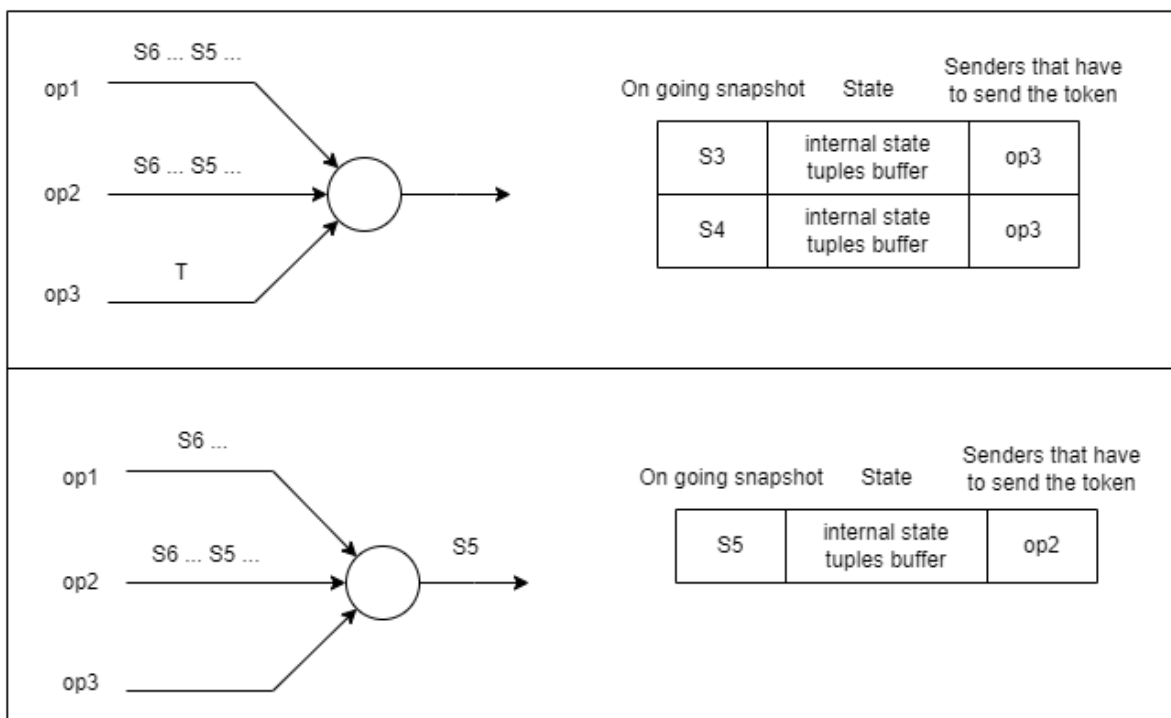 S6 ... S5 ...
op1
S6 ... S5 ...
op2
T
op3
On going snapshot
State
Senders that have
to send the token
S3
internal state
tuples buffer
op3
S4
internal state
tuples buffer
op3
S6 ...
op1
S6 ... S5 ...
op2
S5
op3
On going snapshot
State
Senders that have
to send the token
S5
internal state
tuples buffer
op2